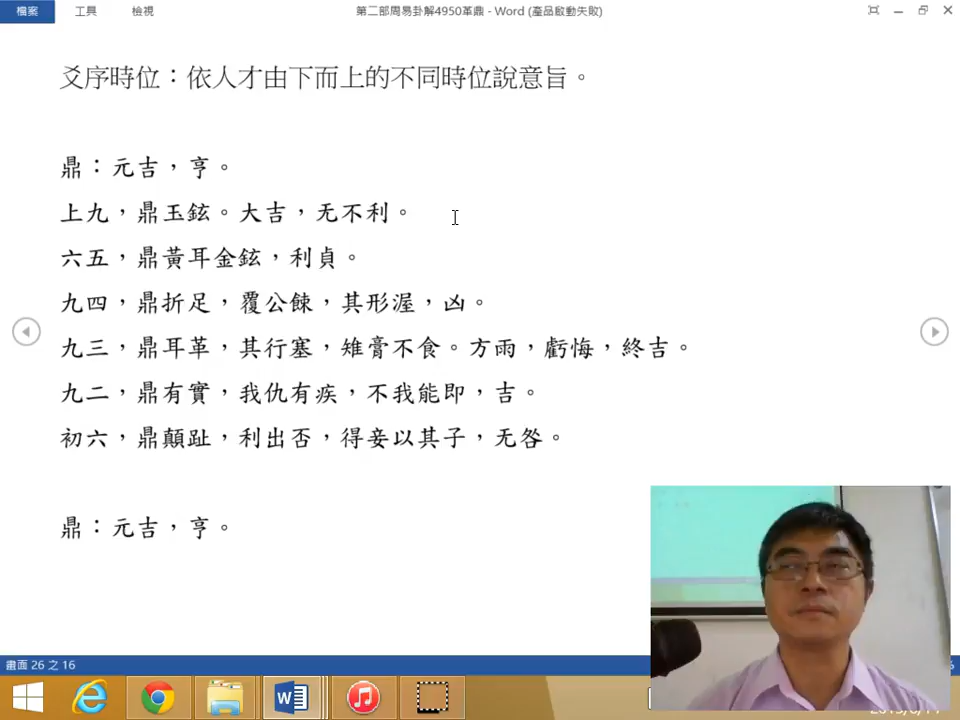 檔案 工具 檢視 第二部周易卦解4950革鼎 - Word (產品啟動失敗)
爻序時位：依人才由下而上的不同時位說意旨。
鼎：元吉，亨。
上九，鼎玉鉉。大吉，无不利。
六五，鼎黃耳金鉉，利貞。
九四，鼎折足，覆公餗，其形渥，凶。
九三，鼎耳革，其行塞，雉膏不食。方雨，虧悔，終吉。
九二，鼎有實，我仇有疾，不我能即，吉。
初六，鼎顛趾，利出否，得妾以其子，无咎。
鼎：元吉，亨。
畫面 26 之 16